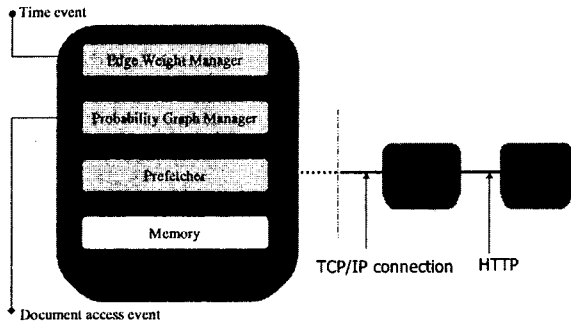 Time event
Edge Weight Manager
Probability Graph Manager
Prefetcher
Memory
TCP/IP connection
HTTP
Document access event